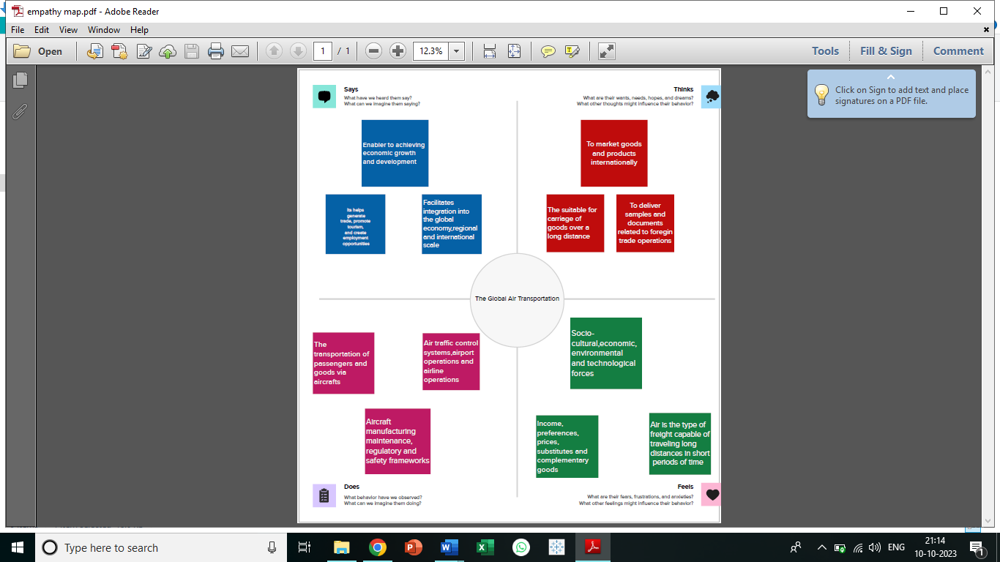 empathy map.pdf - Adobe Reader
File Edit View Window Help
Open
1 / 1
12.3%
Tools Fill & Sign Comment
Click on Sign to add text and place
signatures on a PDF file.
Says
What have we heard them say?
What can we imagine them saying?
Thinks
What are their wants, needs, hopes, and dreams?
What other thoughts might influence their behavior?
Enabler to achieving
economic growth
and development
To market goods
and products
internationally
Its helps
generate
trade, promote
tourism,
and create
employment
opportunities
Facilitates
integration into
the global
economy,regional
and international
scale
The suitable for
carriage of
goods over a
long distance
To deliver
samples and
documents
related to foregin
trade operations
The Global Air Transportation
The
transportation of
passengers and
goods via
aircrafts
Air traffic control
systems,airport
operations and
airline
operations
Socio-
cultural,economic,
environmental
and technological
forces
Aircraft
manufacturing
maintenance,
regulatory and
safety frameworks
Income,
preferences,
prices,
substitutes and
complementary
goods
Air is the type of
freight capable of
traveling long
distances in short
periods of time
Does
What behavior have we observed?
What can we imagine them doing?
Feels
What are their fears, frustrations, and anxieties?
What other feelings might influence their behavior?
Type here to search
ENG
21:14
10-10-2023
1